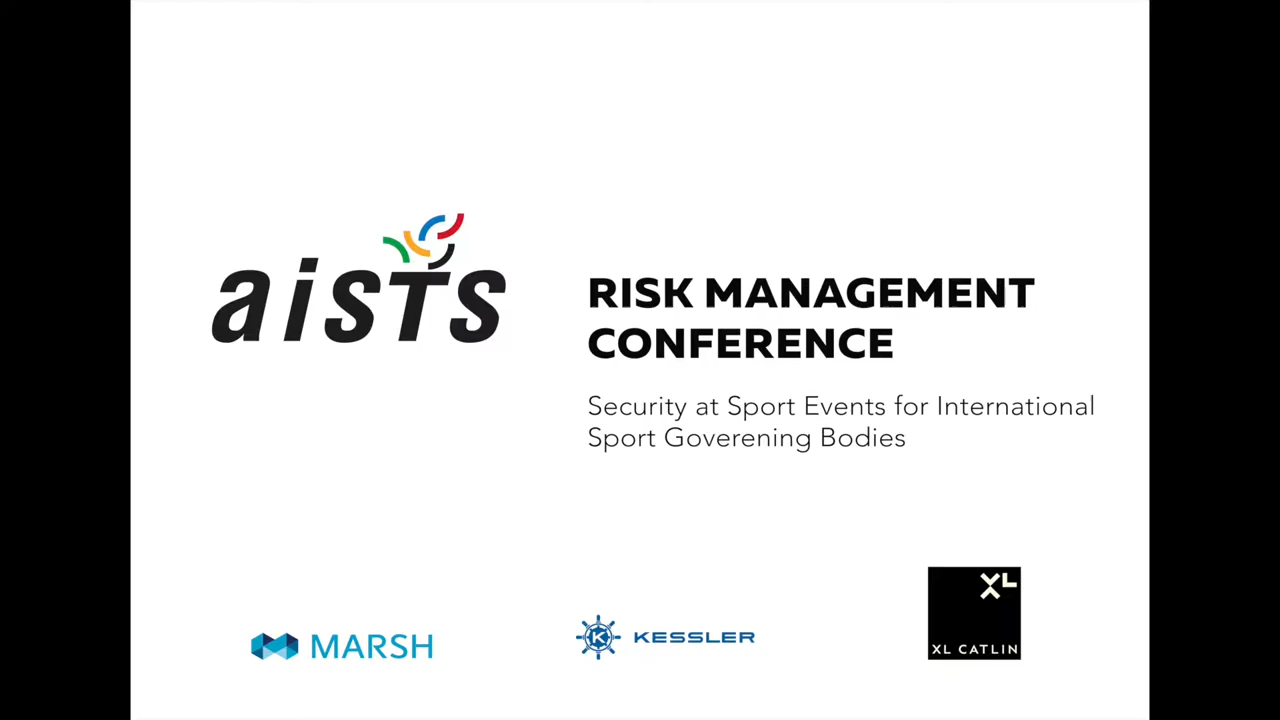 aiSTS
RISK MANAGEMENT
CONFERENCE
Security at Sport Events for International
Sport Goverening Bodies
MARSH
K KESSLER
XL
XL CATLIN